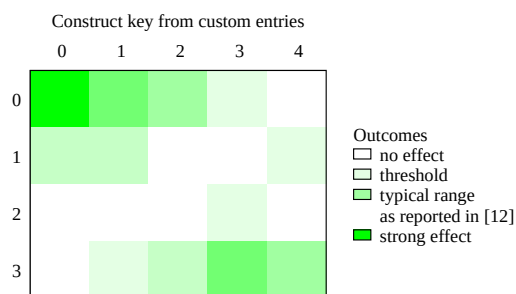 Construct key from custom entries
0 1 2 3 4
0
1
2
3
Outcomes
no effect
threshold
typical range
as reported in [12]
strong effect